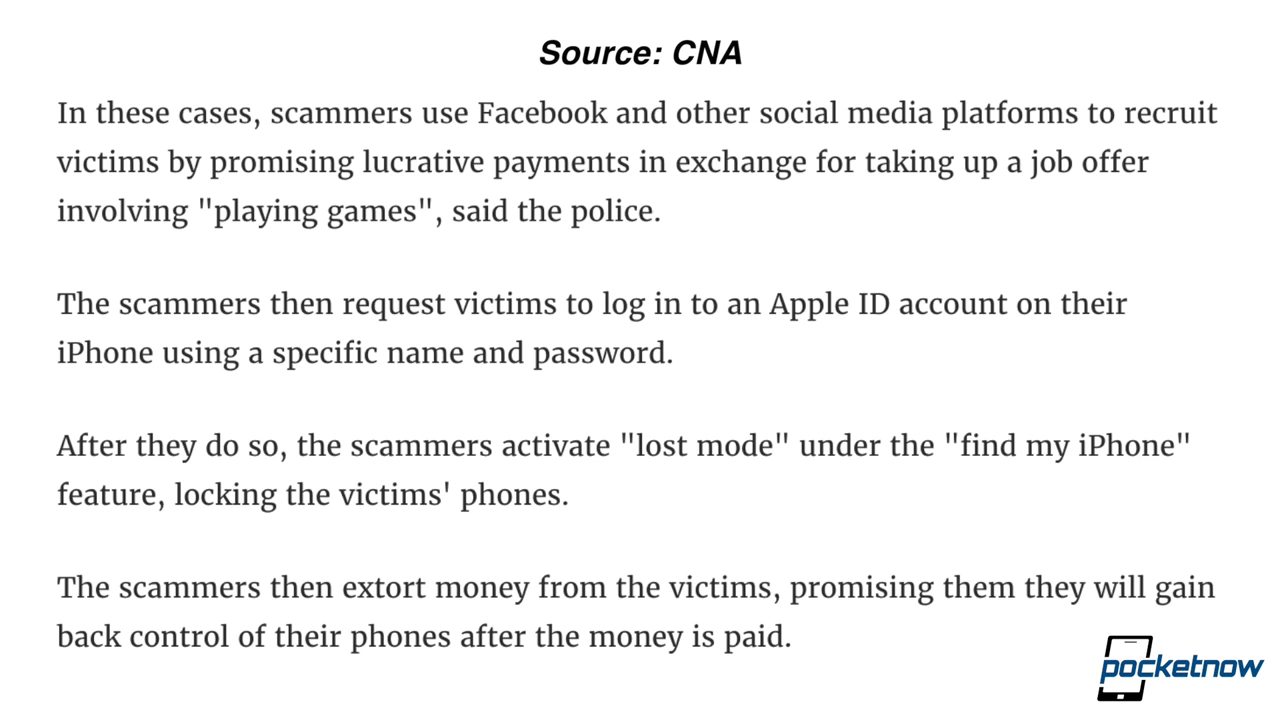 Source: CNA
In these cases, scammers use Facebook and other social media platforms to recruit
victims by promising lucrative payments in exchange for taking up a job offer
involving "playing games", said the police.
The scammers then request victims to log in to an Apple ID account on their
iPhone using a specific name and password.
After they do so, the scammers activate "lost mode" under the "find my iPhone"
feature, locking the victims' phones.
The scammers then extort money from the victims, promising them they will gain
back control of their phones after the money is paid.
pocketnow